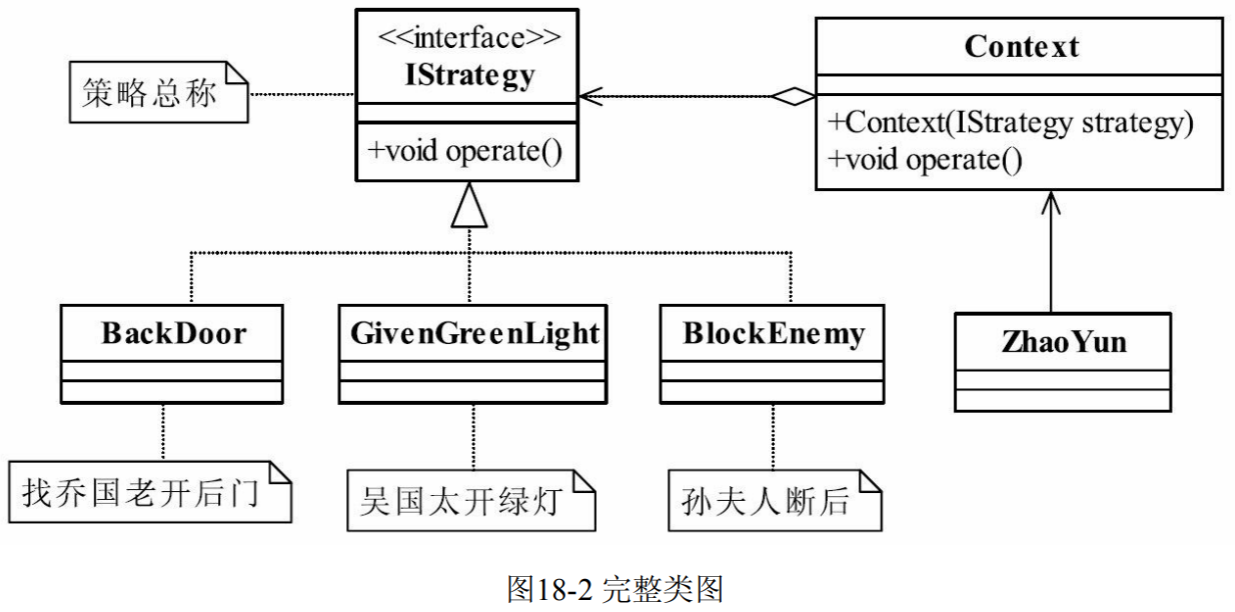 <<interface>>
IStrategy
+void operate()
策略总称
Context
+Context(IStrategy strategy)
+void operate()
BackDoor
GivenGreenLight
BlockEnemy
ZhaoYun
找乔国老开后门
吴国太开绿灯
孙夫人断后
图18-2 完整类图